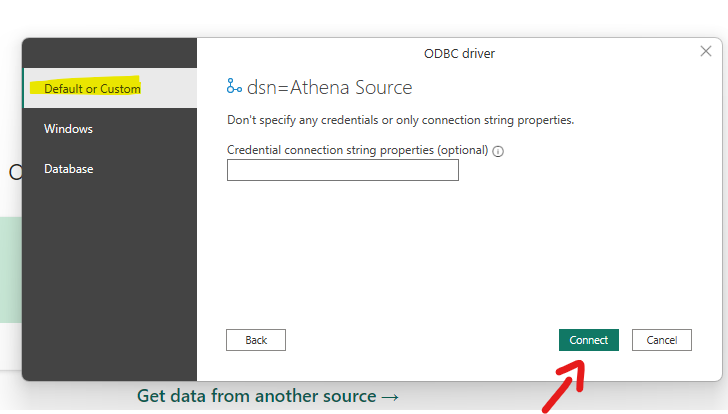 ODBC driver
Default or Custom
Windows
Database
dsn=Athena Source
Don't specify any credentials or only connection string properties.
Credential connection string properties (optional)
Back
Connect
Cancel
Get data from another source →